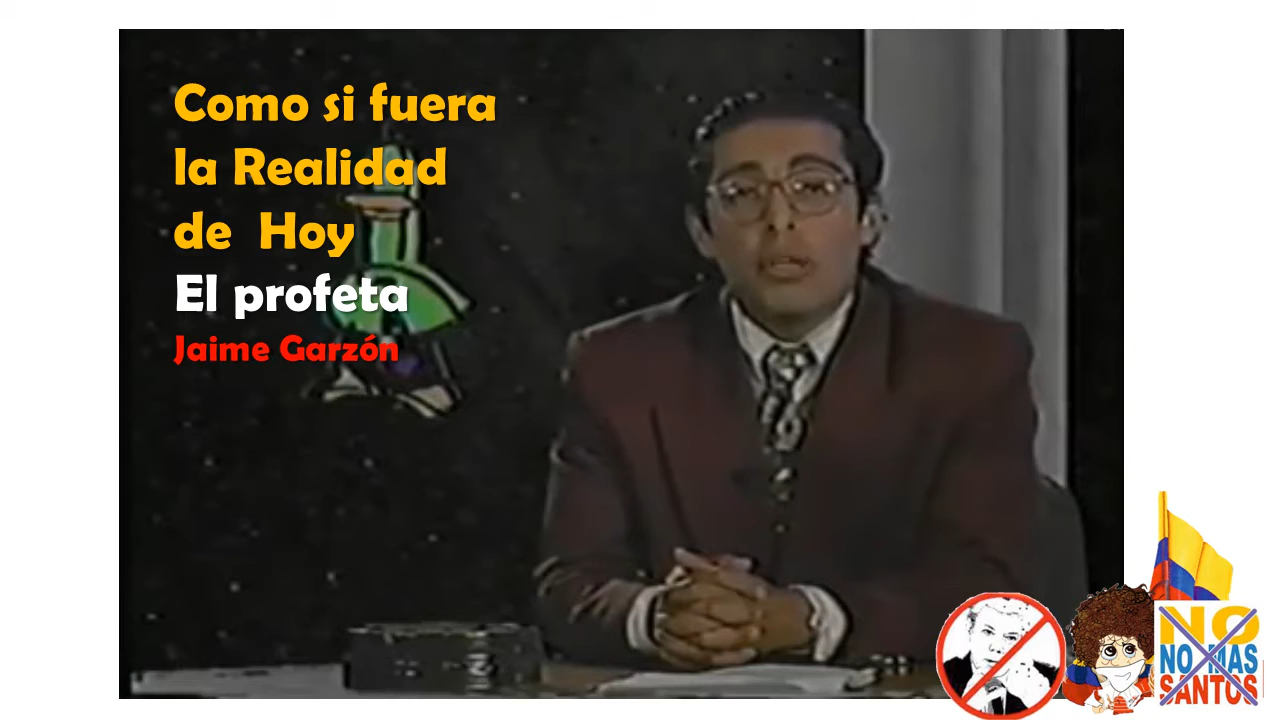 Como si fuera
la Realidad
de Hoy
El profeta
Jaime Garzón
NO
NO MAS
SANTOS